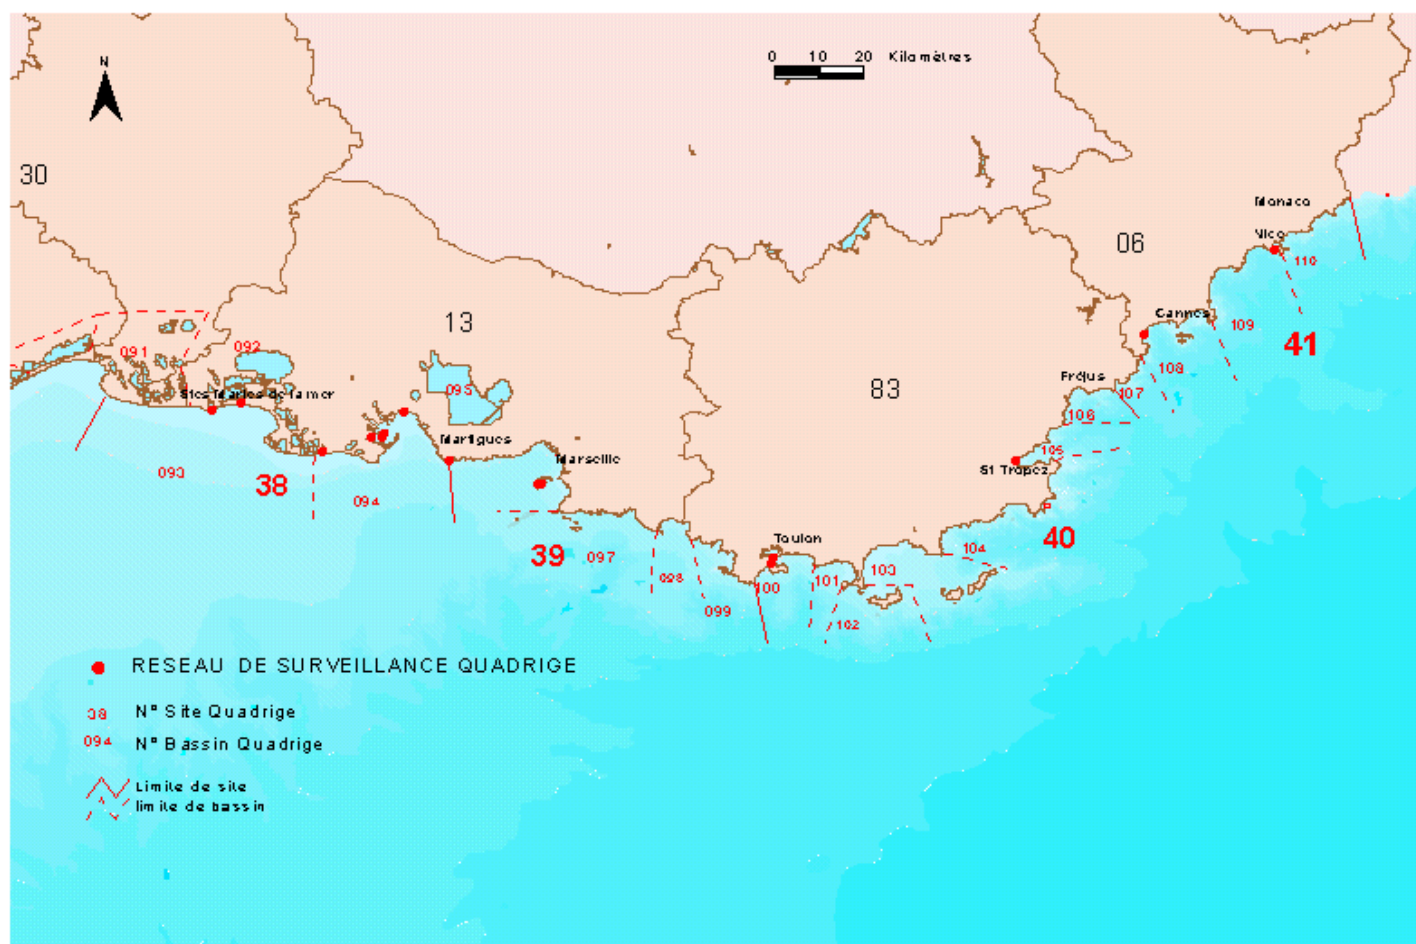 N
0 10 20 Kilomètres
30
Monaco
Nice
06
110
Cannes
13
109
41
091
092
108
Fréjus
83
107
095
Stes Maries de la mer
106
Martigues
105
Marseille
St Tropez
093
38
094
40
Toulon
39
097
104
103
098
101
100
099
102
RESEAU DE SURVEILLANCE QUADRIGE
38 N° Site Quadrige
094 N° Bassin Quadrige
Limite de site
limite de bassin